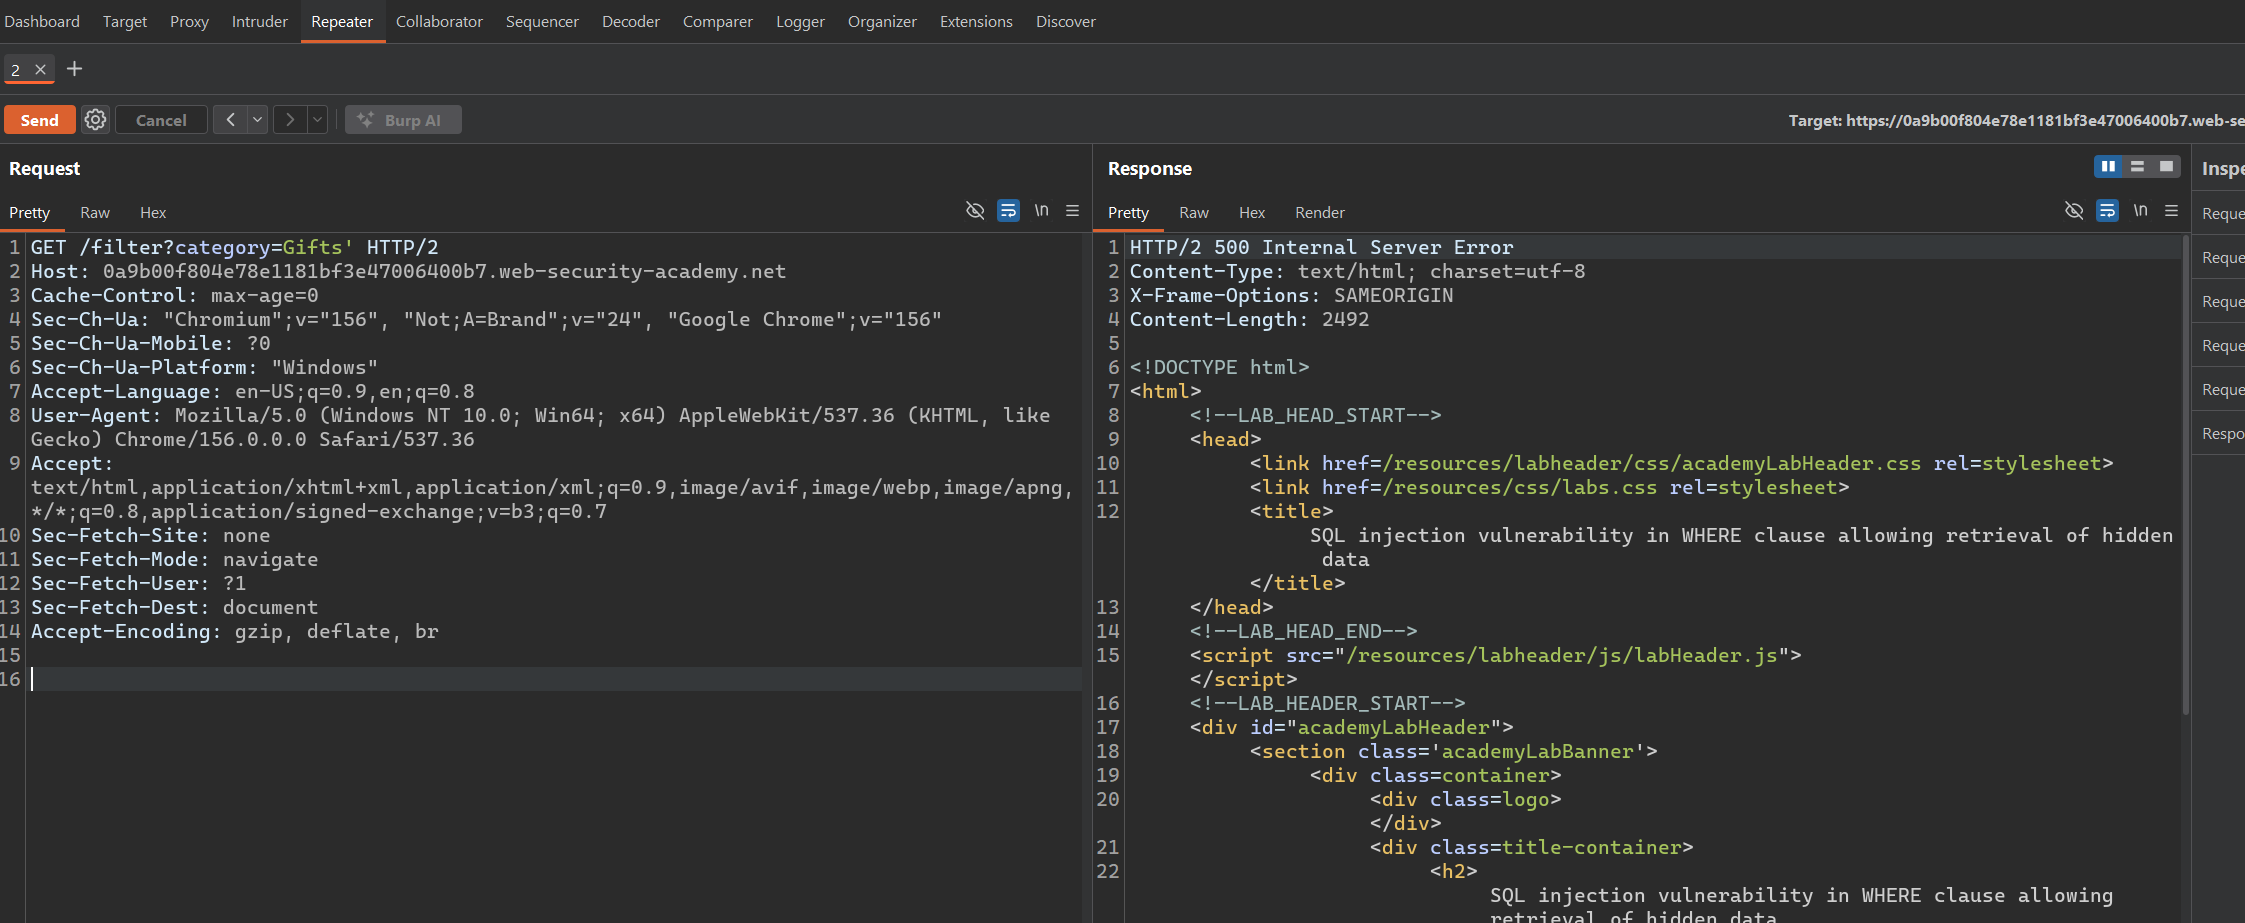 Dashboard Target Proxy Intruder Repeater Collaborator Sequencer Decoder Comparer Logger Organizer Extensions Discover
2
Send Cancel Burp AI Target: https://0a9b00f804e78e1181bf3e47006400b7.web-se
Request
Pretty Raw Hex \n
1 GET /filter?category=Gifts' HTTP/2
2 Host: 0a9b00f804e78e1181bf3e47006400b7.web-security-academy.net
3 Cache-Control: max-age=0
4 Sec-Ch-Ua: "Chromium";v="156", "Not;A=Brand";v="24", "Google Chrome";v="156"
5 Sec-Ch-Ua-Mobile: ?0
6 Sec-Ch-Ua-Platform: "Windows"
7 Accept-Language: en-US;q=0.9,en;q=0.8
8 User-Agent: Mozilla/5.0 (Windows NT 10.0; Win64; x64) AppleWebKit/537.36 (KHTML, like
Gecko) Chrome/156.0.0.0 Safari/537.36
9 Accept:
text/html,application/xhtml+xml,application/xml;q=0.9,image/avif,image/webp,image/apng,
*/*;q=0.8,application/signed-exchange;v=b3;q=0.7
10 Sec-Fetch-Site: none
11 Sec-Fetch-Mode: navigate
12 Sec-Fetch-User: ?1
13 Sec-Fetch-Dest: document
14 Accept-Encoding: gzip, deflate, br
15
16
Response
Pretty Raw Hex Render \n
1 HTTP/2 500 Internal Server Error
2 Content-Type: text/html; charset=utf-8
3 X-Frame-Options: SAMEORIGIN
4 Content-Length: 2492
5
6 <!DOCTYPE html>
7 <html>
8 <!--LAB_HEAD_START-->
9 <head>
10 <link href=/resources/labheader/css/academyLabHeader.css rel=stylesheet>
11 <link href=/resources/css/labs.css rel=stylesheet>
12 <title>
SQL injection vulnerability in WHERE clause allowing retrieval of hidden
data
</title>
13 </head>
14 <!--LAB_HEAD_END-->
15 <script src="/resources/labheader/js/labHeader.js">
</script>
16 <!--LAB_HEADER_START-->
17 <div id="academyLabHeader">
18 <section class='academyLabBanner'>
19 <div class=container>
20 <div class=logo>
</div>
21 <div class=title-container>
22 <h2>
SQL injection vulnerability in WHERE clause allowing
retrieval of hidden data
Inspe
Reque
Reque
Reque
Reque
Reque
Respo